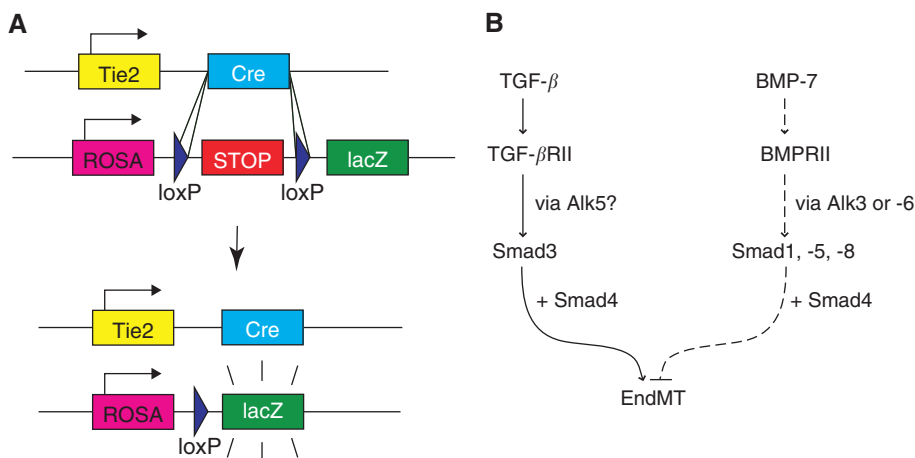 A
Tie2
Cre
ROSA
STOP
lacZ
loxP
loxP
Tie2
Cre
ROSA
lacZ
loxP
B
TGF-β
BMP-7
TGF-βRII
BMPRII
via Alk5?
via Alk3 or -6
Smad3
Smad1, -5, -8
+ Smad4
+ Smad4
EndMT